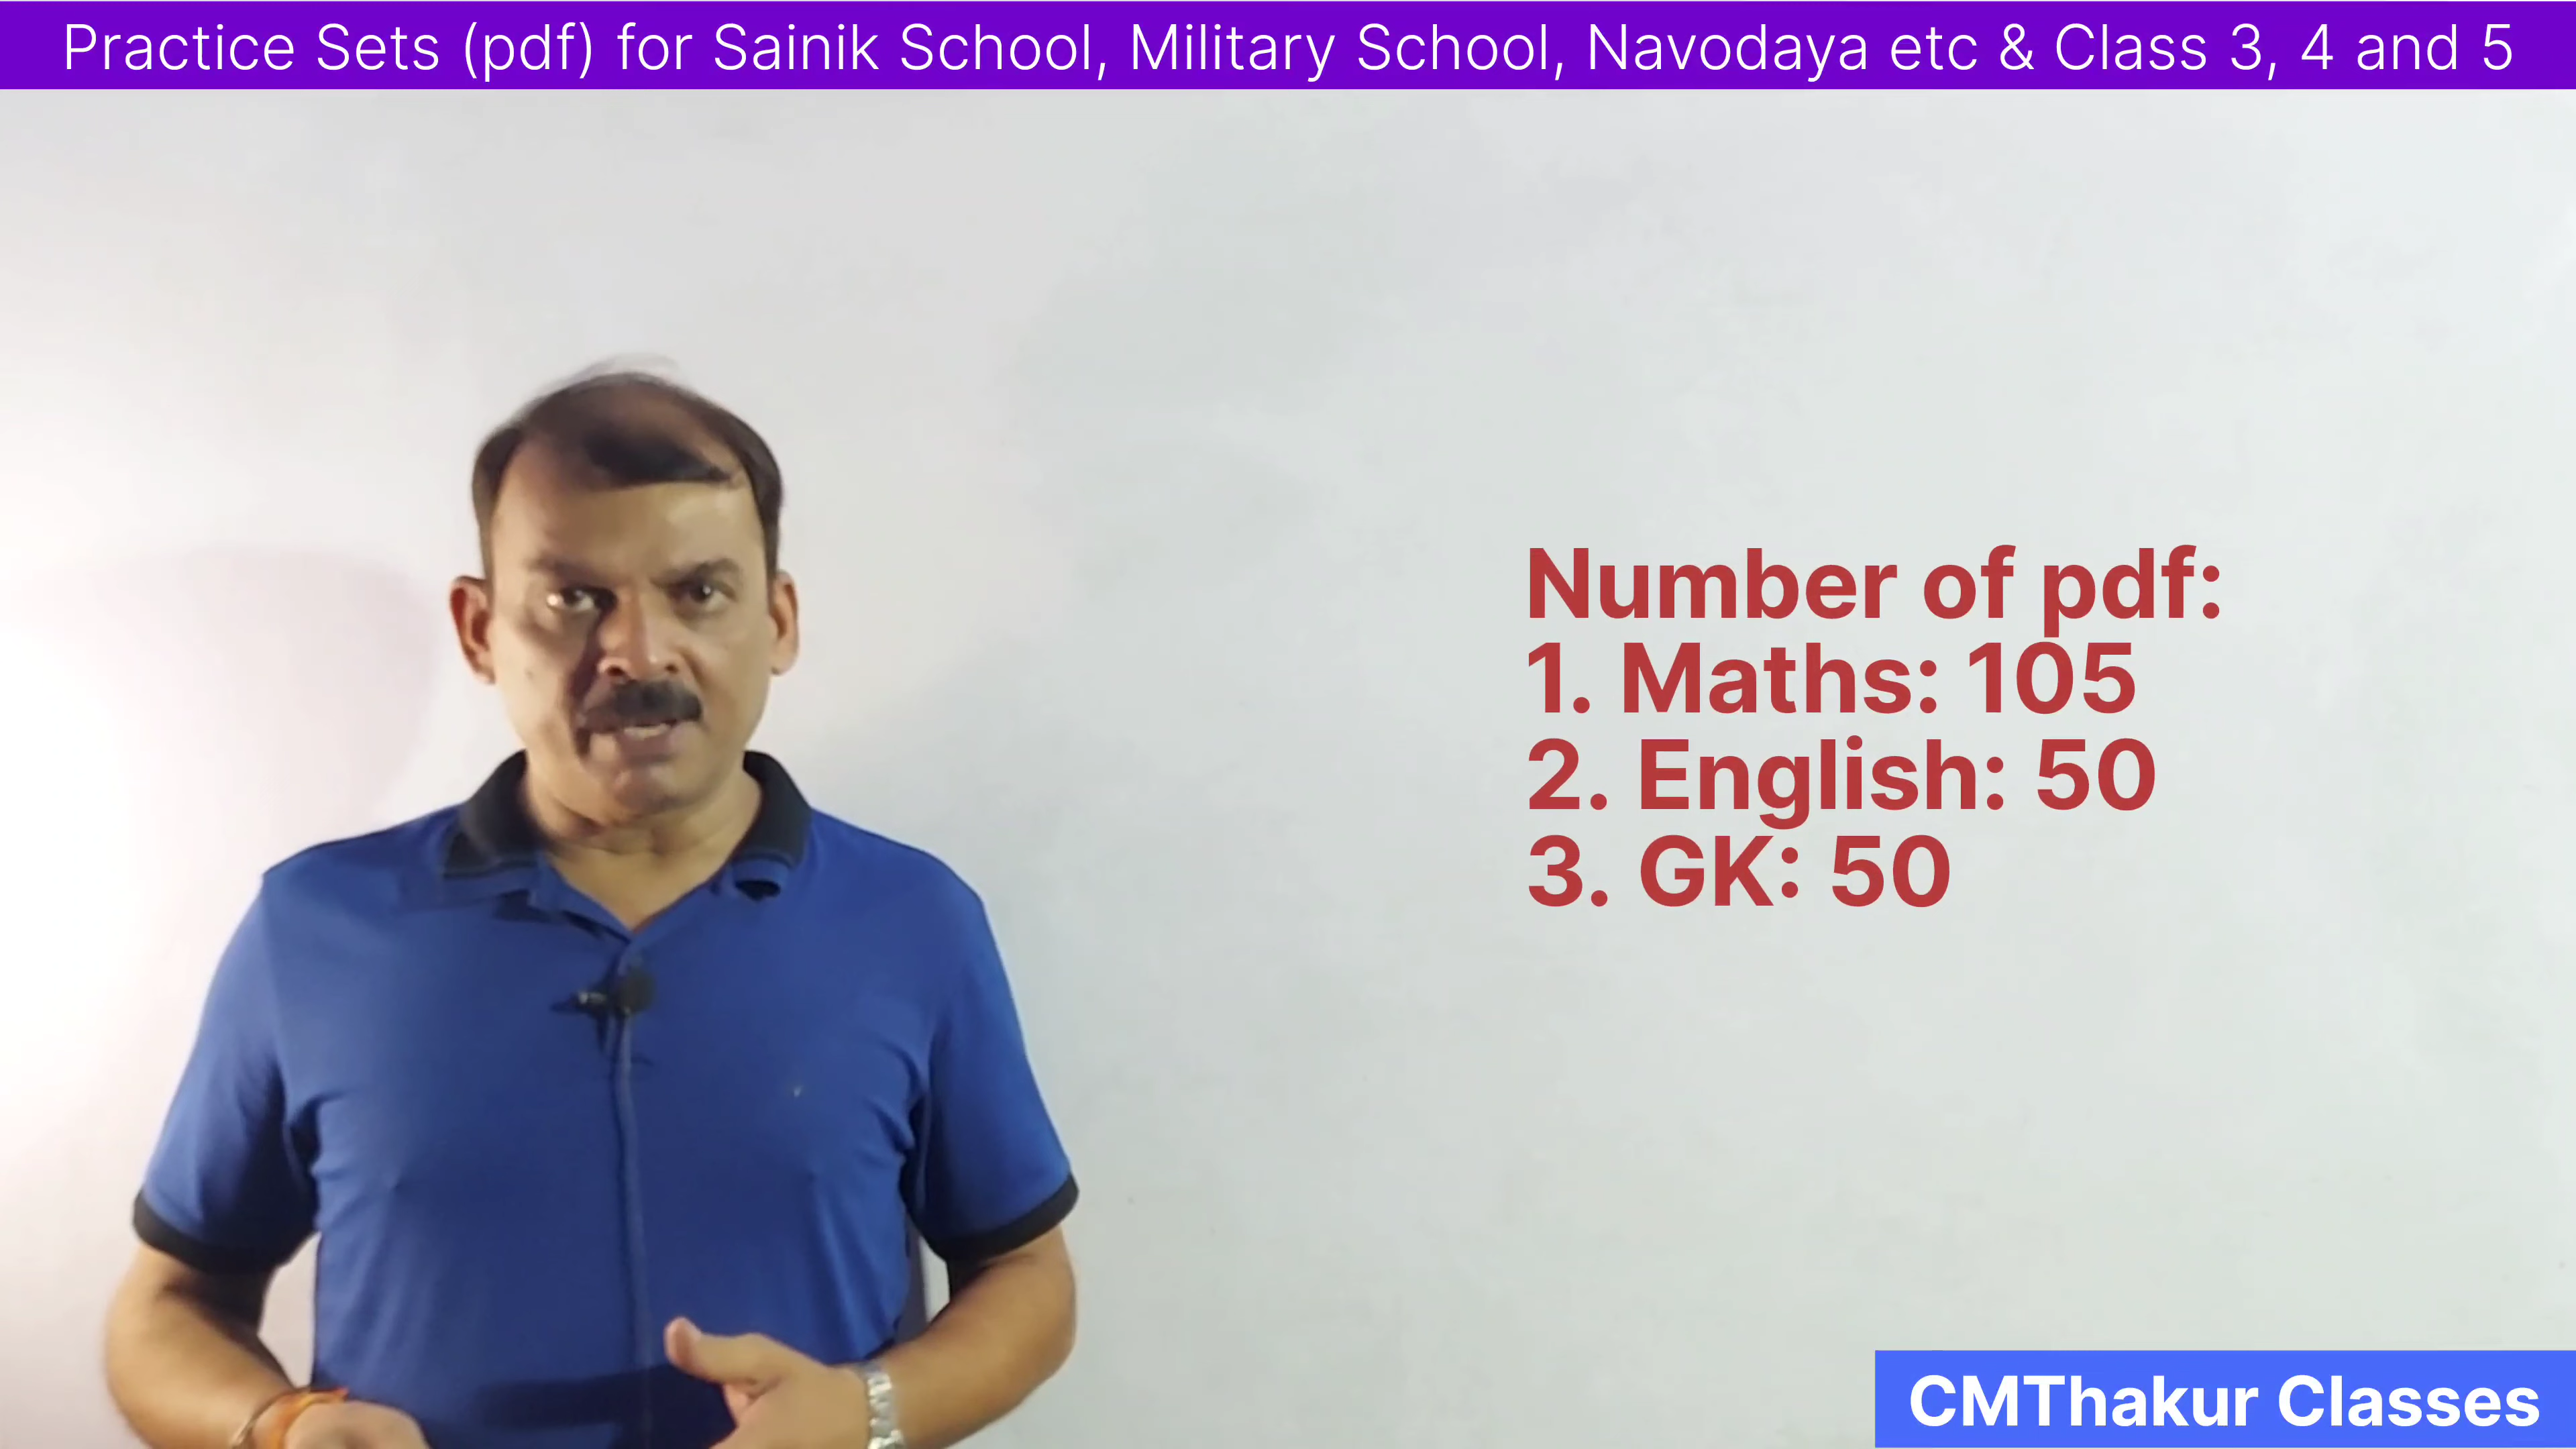 Practice Sets (pdf) for Sainik School, Military School, Navodaya etc & Class 3, 4 and 5
Number of pdf:
1. Maths: 105
2. English: 50
3. GK: 50
CMThakur Classes